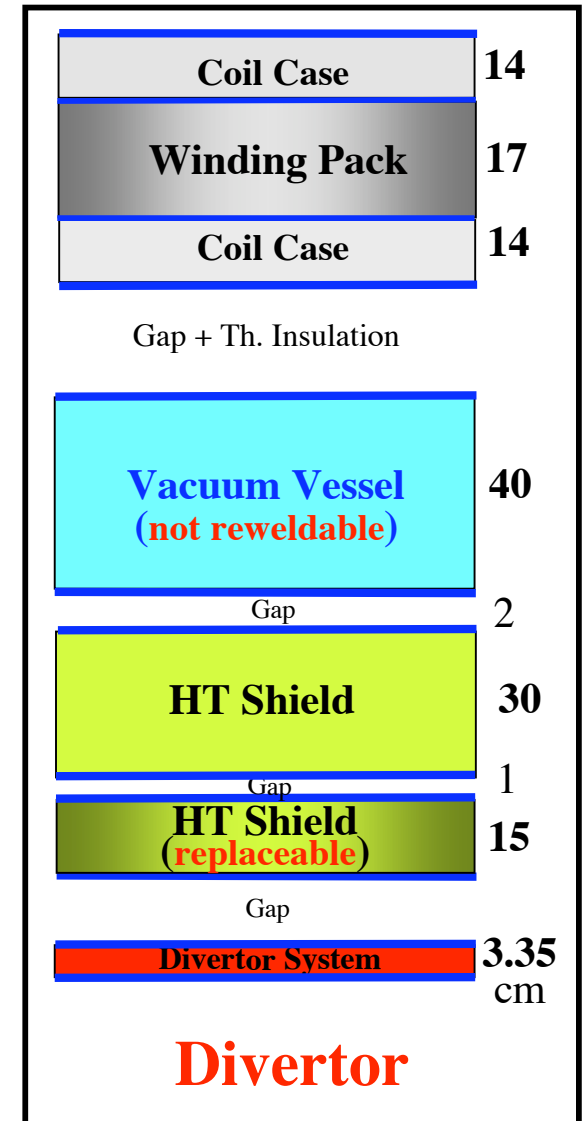 Coil Case 14
Winding Pack 17
Coil Case 14
Gap + Th. Insulation
Vacuum Vessel 40
(not reweldable)
Gap 2
HT Shield 30
Gap 1
HT Shield
(replaceable) 15
Gap
Divertor System 3.35
cm
Divertor